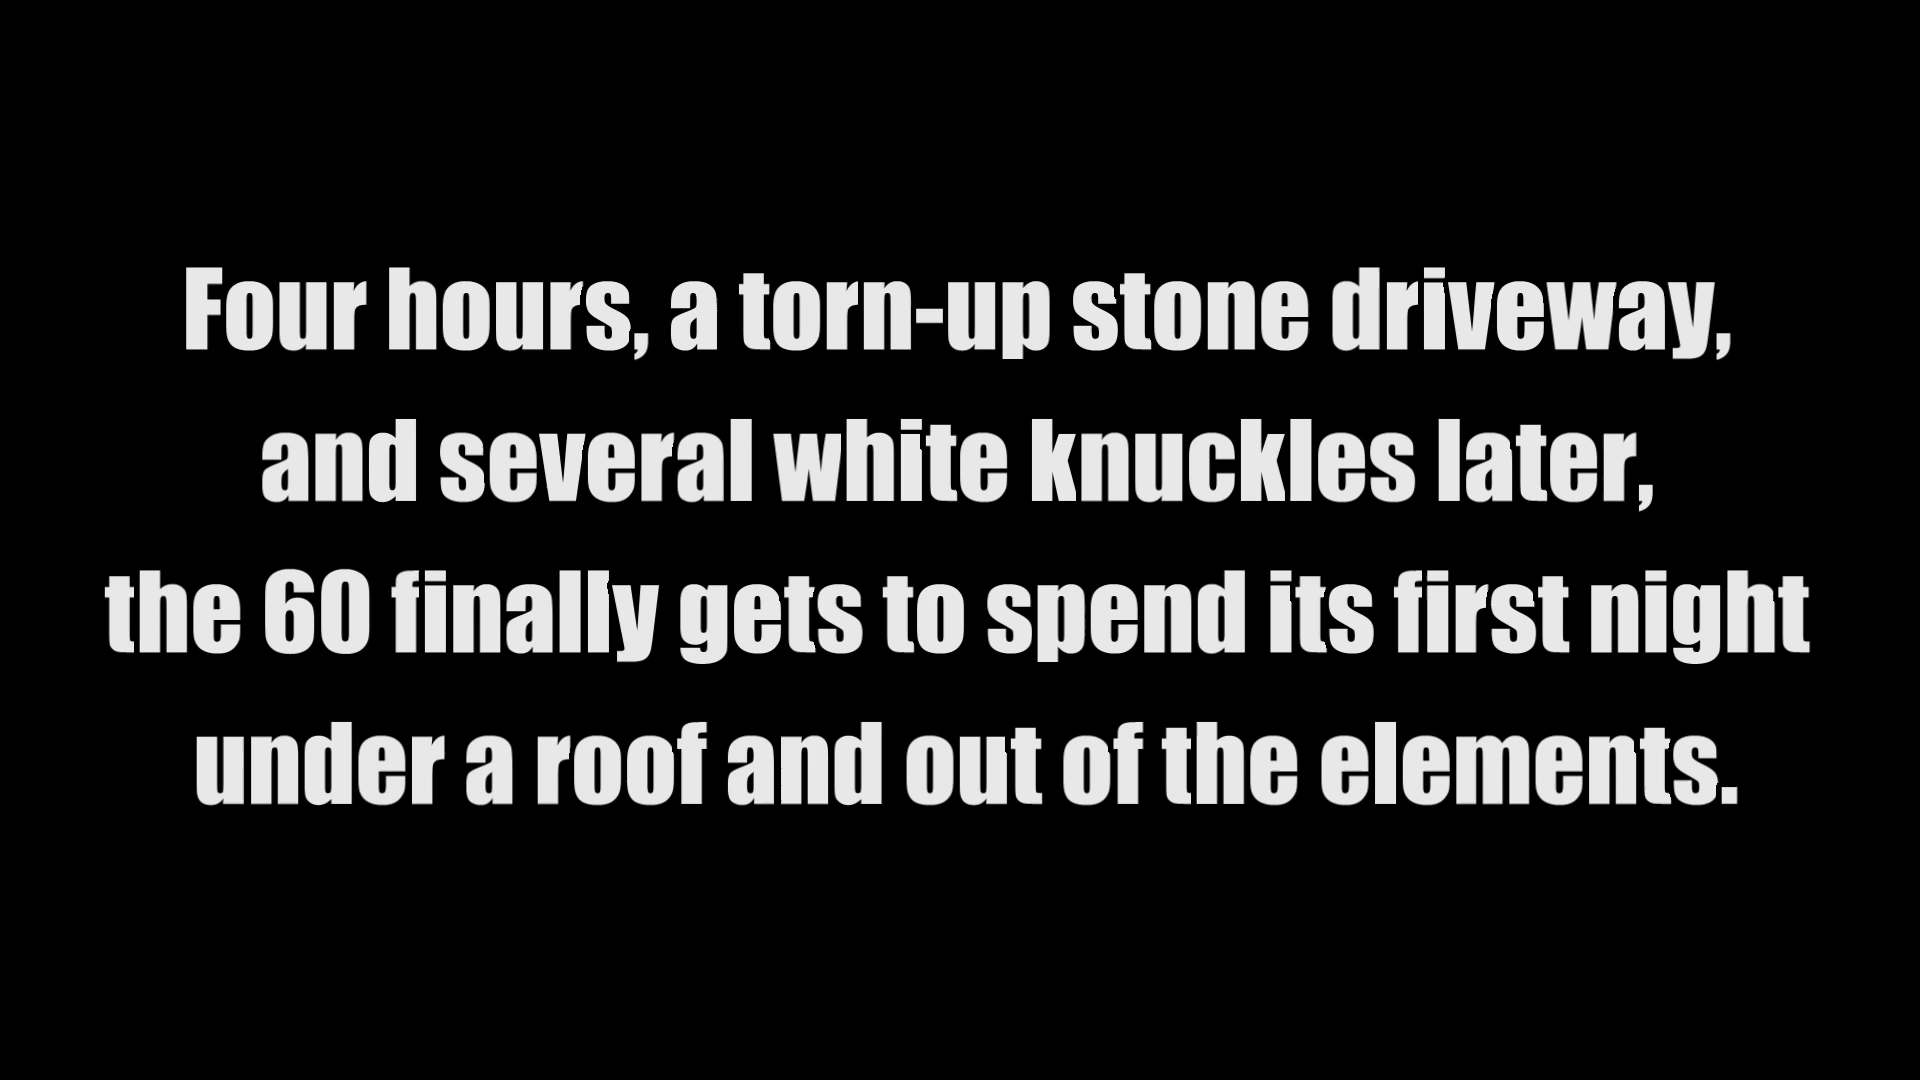 Four hours, a torn-up stone driveway,
and several white knuckles later,
the 60 finally gets to spend its first night
under a roof and out of the elements.